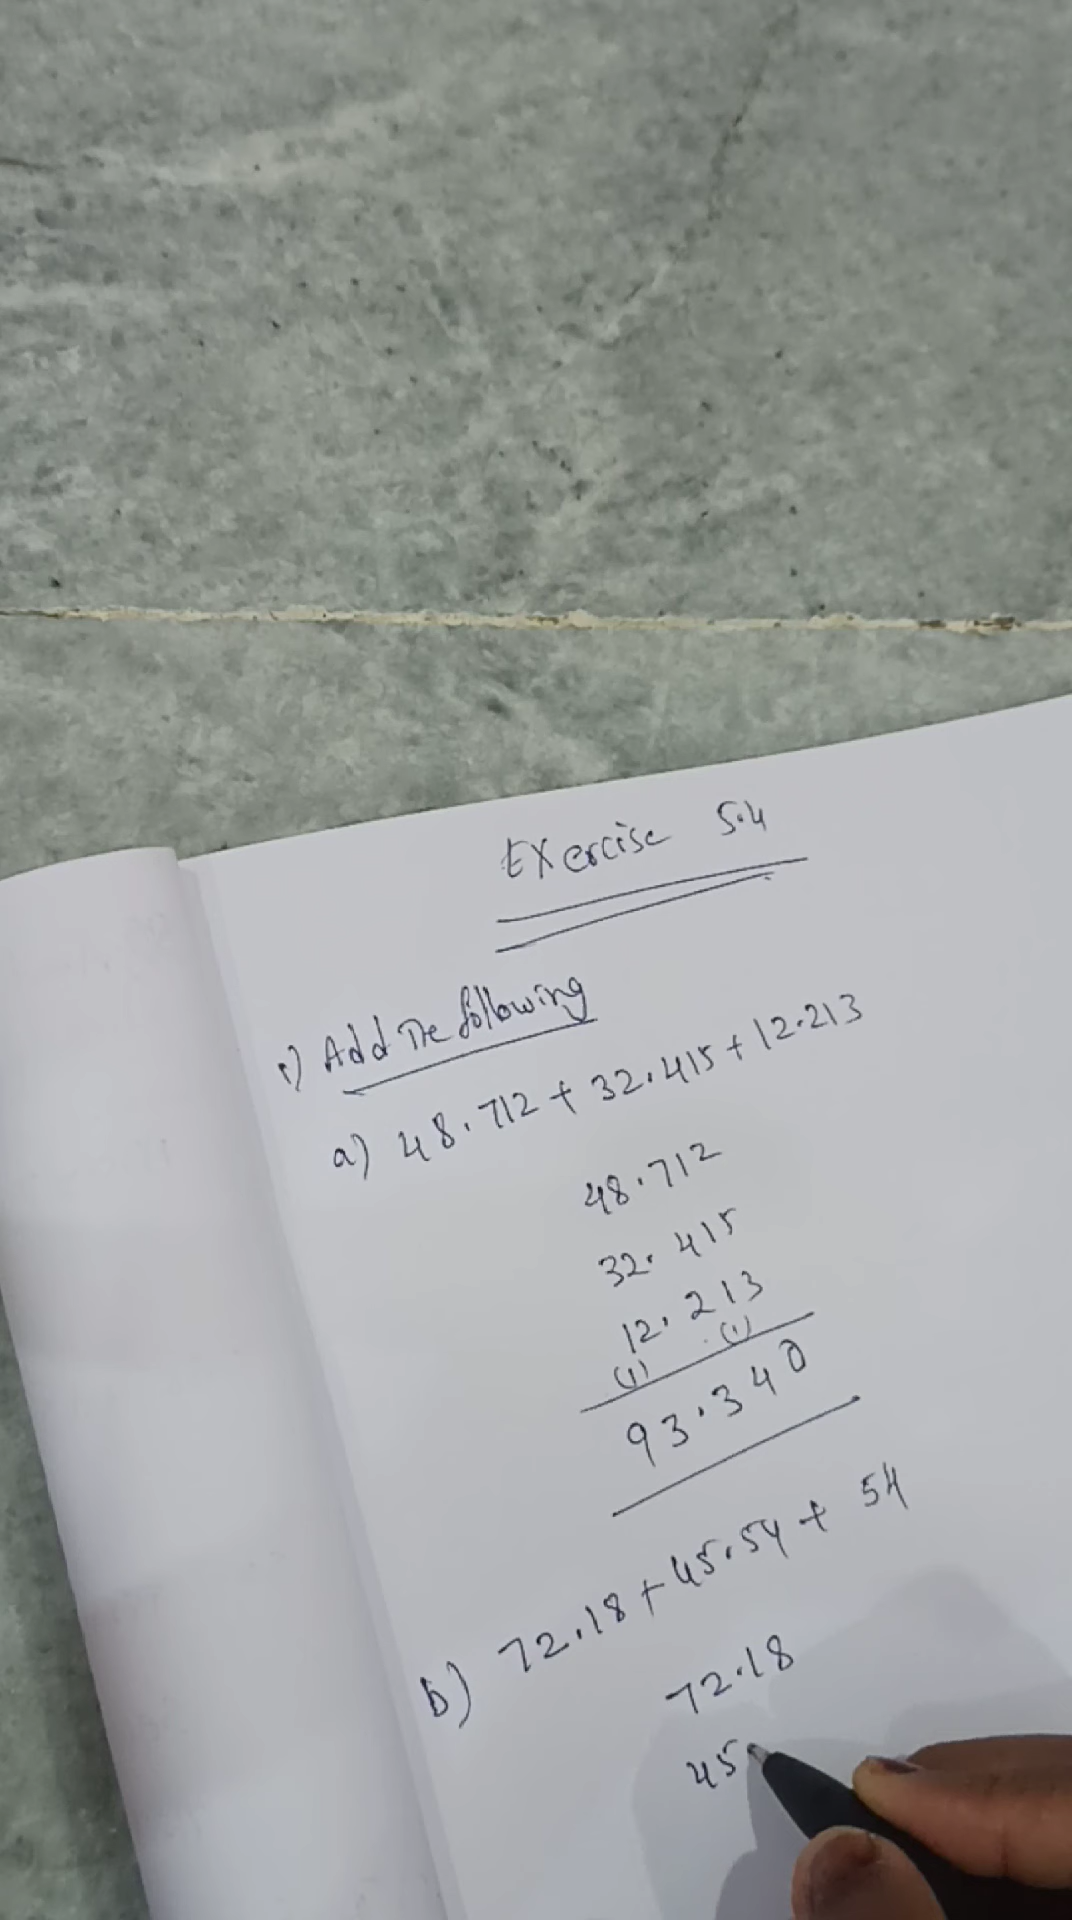 Exercise 5.4
1) Add The following
a) 48.712 + 32.415 + 12.213
48.712
32.415
12.213
(1) (1)
93.340
b) 72.18 + 45.54 + 54
72.18
45.